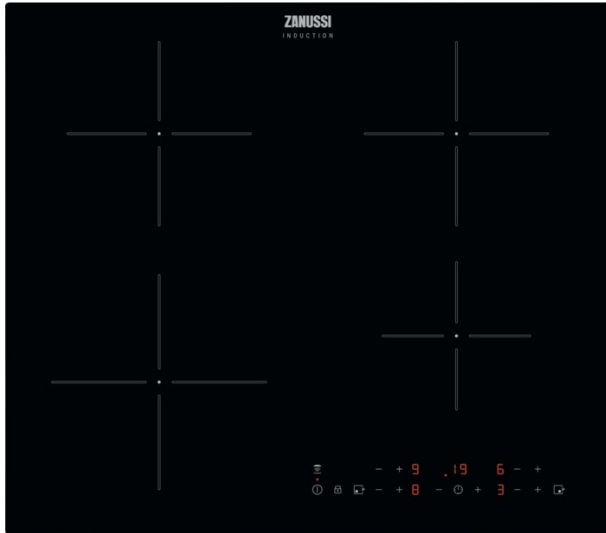 ZANUSSI
INDUCTION
- + 9 .19 6 - +
- + 8 - + 3 - +